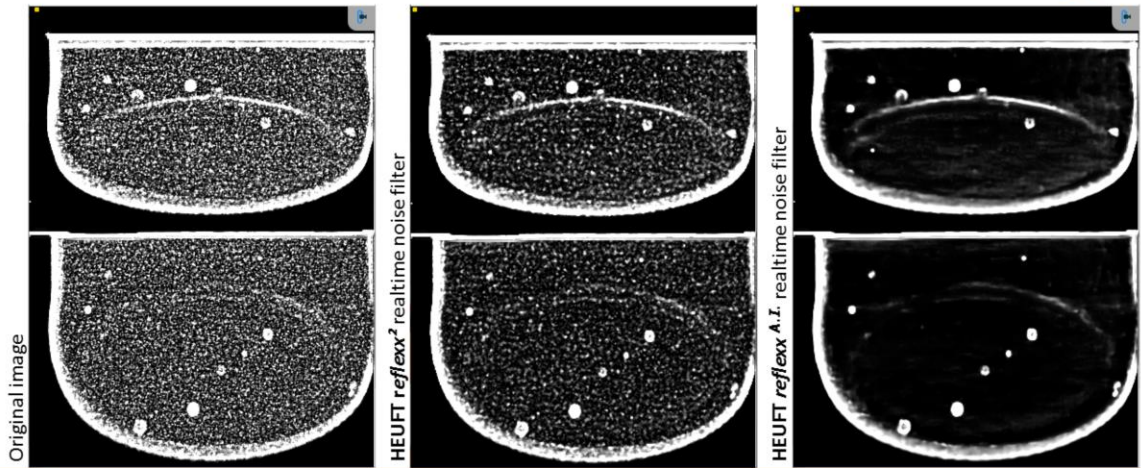 Original image
HEUFT reflexx² realtime noise filter
HEUFT reflexx A.I. realtime noise filter